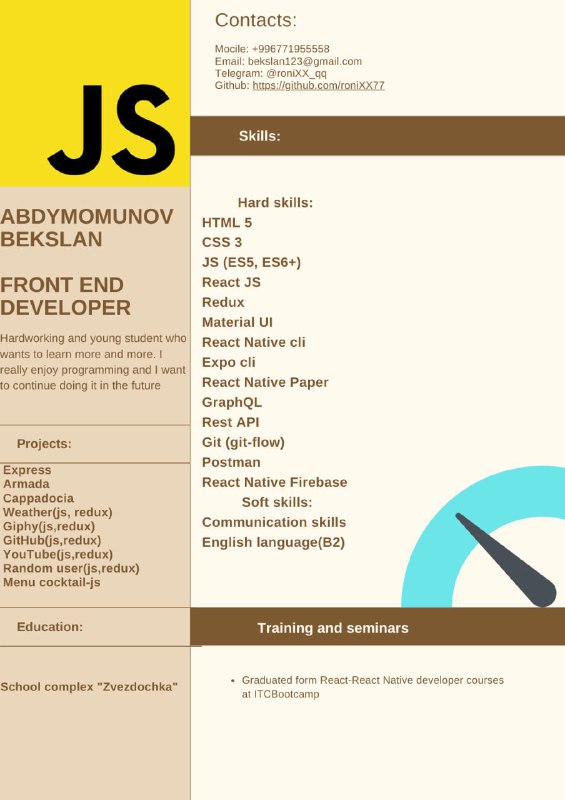 JS
ABDYMOMUNOV
BEKSLAN
FRONT END
DEVELOPER
Hardworking and young student who
wants to learn more and more. I
really enjoy programming and I want
to continue doing it in the future
Projects:
Express
Armada
Cappadocia
Weather(js, redux)
Giphy(js,redux)
GitHub(js,redux)
YouTube(js,redux)
Random user(js,redux)
Menu cocktail-js
Education:
School complex "Zvezdochka"
Contacts:
Mocile: +996771955558
Email: bekslan123@gmail.com
Telegram: @roniXX_qq
Github: https://github.com/roniXX77
Skills:
Hard skills:
HTML 5
CSS 3
JS (ES5, ES6+)
React JS
Redux
Material UI
React Native cli
Expo cli
React Native Paper
GraphQL
Rest API
Git (git-flow)
Postman
React Native Firebase
Soft skills:
Communication skills
English language(B2)
Training and seminars
• Graduated form React-React Native developer courses
at ITCBootcamp